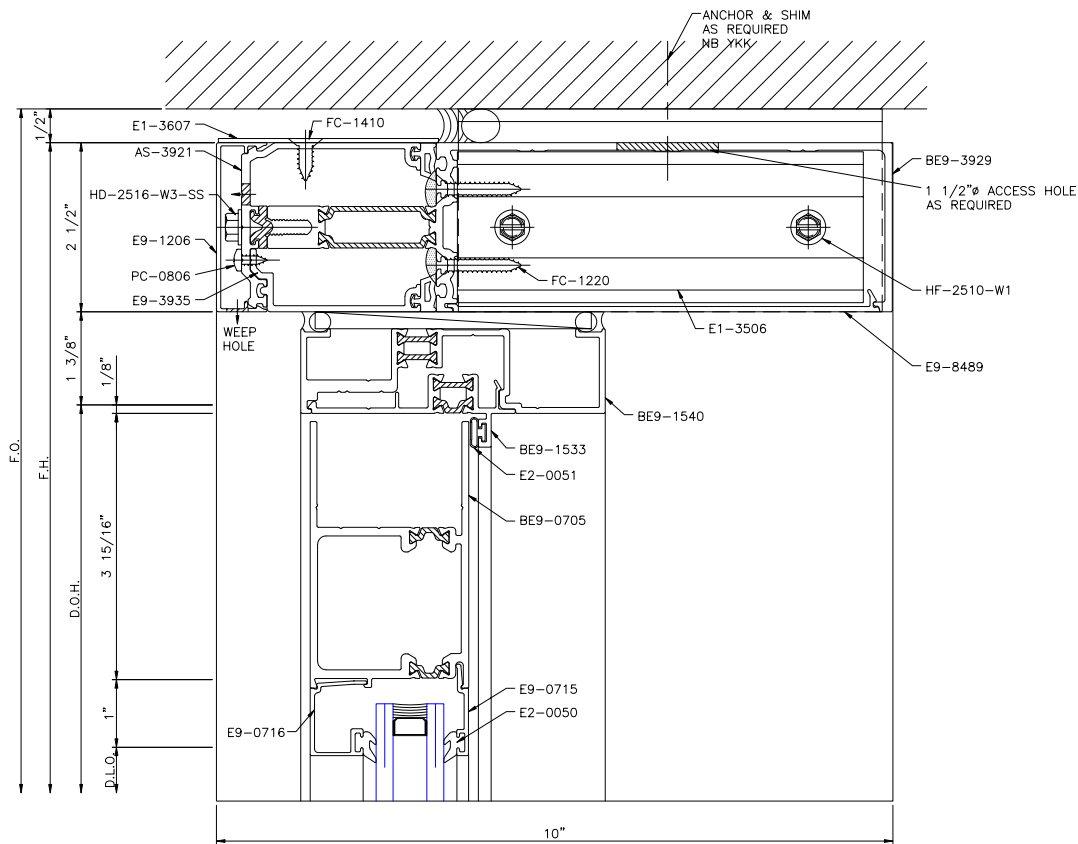 ANCHOR & SHIM
AS REQUIRED
NB YKK
1/2"
E1-3607
FC-1410
AS-3921
BE9-3929
HD-2516-W3-SS
1 1/2"ø ACCESS HOLE
AS REQUIRED
2 1/2"
E9-1206
PC-0806
FC-1220
HF-2510-W1
E9-3935
E1-3506
WEEP
HOLE
E9-8489
1 3/8"
1/8"
BE9-1540
F.O.
F.H.
BE9-1533
E2-0051
BE9-0705
3 15/16"
D.O.H.
E9-0715
1"
E2-0050
E9-0716
D.L.O.
10"